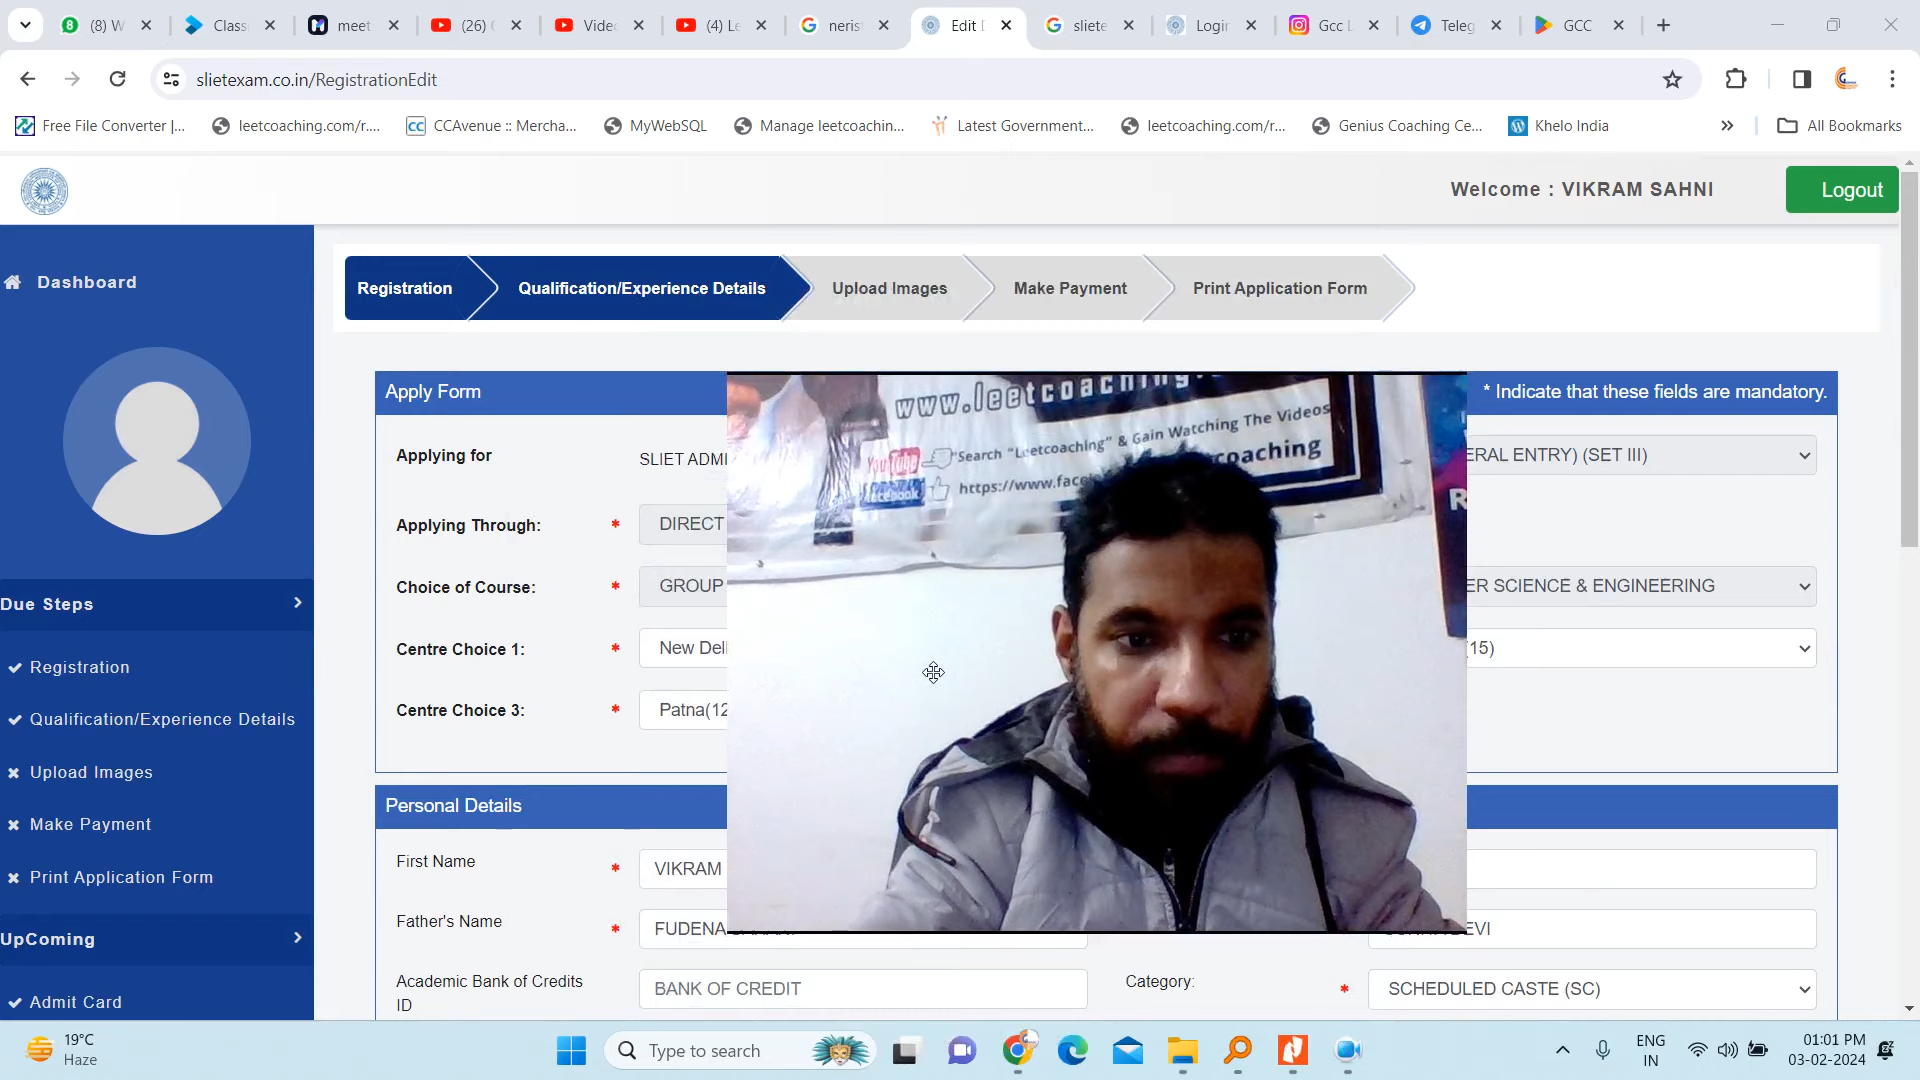 (8) W
Class
meet
(26)
Vide
(4) Le
neris
Edit
sliete
Login
Gcc L
Teleg
GCC
slietexam.co.in/RegistrationEdit
Free File Converter |...
leetcoaching.com/r....
CC
CCAvenue :: Mercha...
MyWebSQL
Manage leetcoachin...
Latest Government...
leetcoaching.com/r...
Genius Coaching Ce...
Khelo India
All Bookmarks
Welcome : VIKRAM SAHNI
Logout
Dashboard
Registration
Qualification/Experience Details
Upload Images
Make Payment
Print Application Form
Apply Form
* Indicate that these fields are mandatory.
Applying for
SLIET ADMI
ERAL ENTRY) (SET III)
Applying Through:
*
DIRECT
Choice of Course:
*
GROUP
ER SCIENCE & ENGINEERING
Centre Choice 1:
*
New Delh
(15)
Centre Choice 3:
*
Patna(12
www.leetcoaching
YouTube
"Search "Leetcoaching" & Gain Watching The Videos
facebook
https://www.face
coaching
Due Steps
Registration
Qualification/Experience Details
Upload Images
Make Payment
Print Application Form
UpComing
Admit Card
Personal Details
First Name
*
VIKRAM
Father's Name
*
FUDENA
DEVI
Academic Bank of Credits
ID
BANK OF CREDIT
Category:
*
SCHEDULED CASTE (SC)
19°C
Haze
Type to search
ENG
IN
01:01 PM
03-02-2024